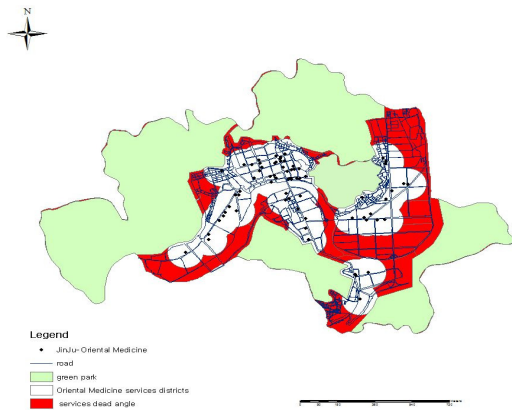 N
Legend
JinJu-Oriental Medicine
road
green park
Oriental Medicine services districts
services dead angle